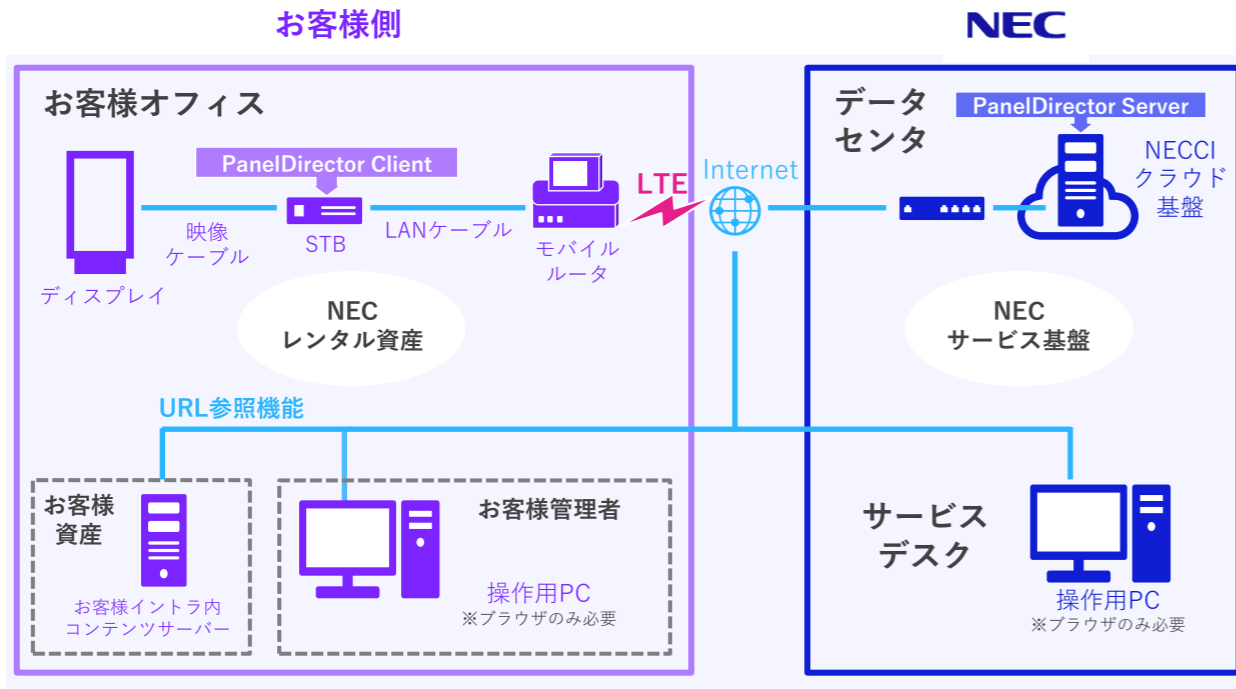 お客様側
NEC
お客様オフィス
PanelDirector Client
ディスプレイ
映像
ケーブル
STB
LANケーブル
モバイル
ルータ
LTE
Internet
NEC
レンタル資産
データ
センタ
PanelDirector Server
NECCI
クラウド
基盤
NEC
サービス基盤
URL参照機能
お客様
資産
お客様イントラ内
コンテンツサーバー
お客様管理者
操作用PC
※ブラウザのみ必要
サービス
デスク
操作用PC
※ブラウザのみ必要